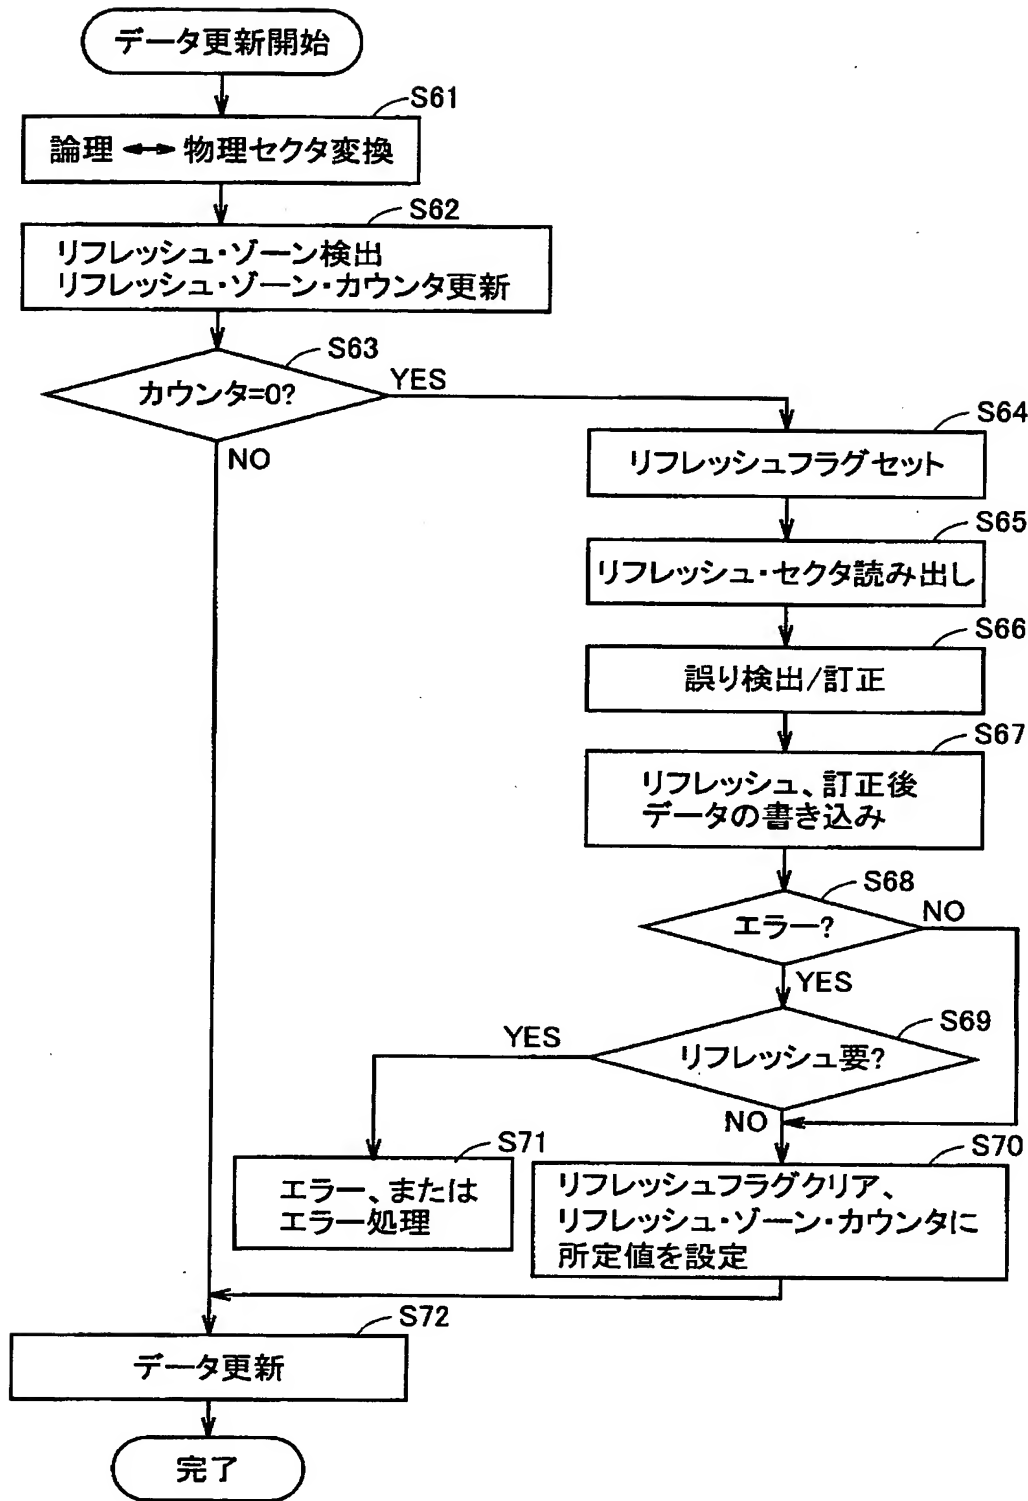 データ更新開始
S61
論理 ↔ 物理セクタ変換
S62
リフレッシュ・ゾーン検出
リフレッシュ・ゾーン・カウンタ更新
S63
カウンタ=0?
YES
NO
S64
リフレッシュフラグセット
S65
リフレッシュ・セクタ読み出し
S66
誤り検出/訂正
S67
リフレッシュ、訂正後
データの書き込み
S68
エラー?
NO
YES
S69
リフレッシュ要?
YES
NO
S71
エラー、または
エラー処理
S70
リフレッシュフラグクリア、
リフレッシュ・ゾーン・カウンタに
所定値を設定
S72
データ更新
完了